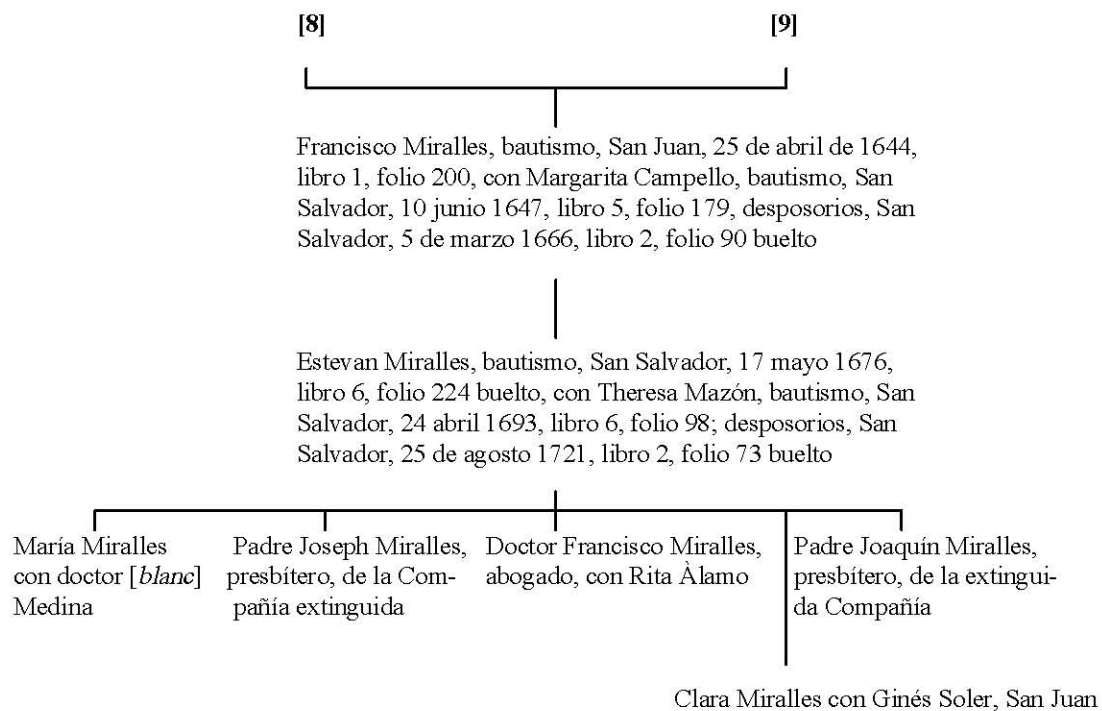 [8]
[9]
Francisco Miralles, bautismo, San Juan, 25 de abril de 1644,
libro 1, folio 200, con Margarita Campello, bautismo, San
Salvador, 10 junio 1647, libro 5, folio 179, desposorios, San
Salvador, 5 de marzo 1666, libro 2, folio 90 buelto
Estevan Miralles, bautismo, San Salvador, 17 mayo 1676,
libro 6, folio 224 buelto, con Theresa Mazón, bautismo, San
Salvador, 24 abril 1693, libro 6, folio 98; desposorios, San
Salvador, 25 de agosto 1721, libro 2, folio 73 buelto
María Miralles
con doctor [blanc]
Medina
Padre Joseph Miralles,
presbítero, de la Com-
pañía extinguida
Doctor Francisco Miralles,
abogado, con Rita Àlamo
Padre Joaquín Miralles,
presbítero, de la extingui-
da Compañía
Clara Miralles con Ginés Soler, San Juan